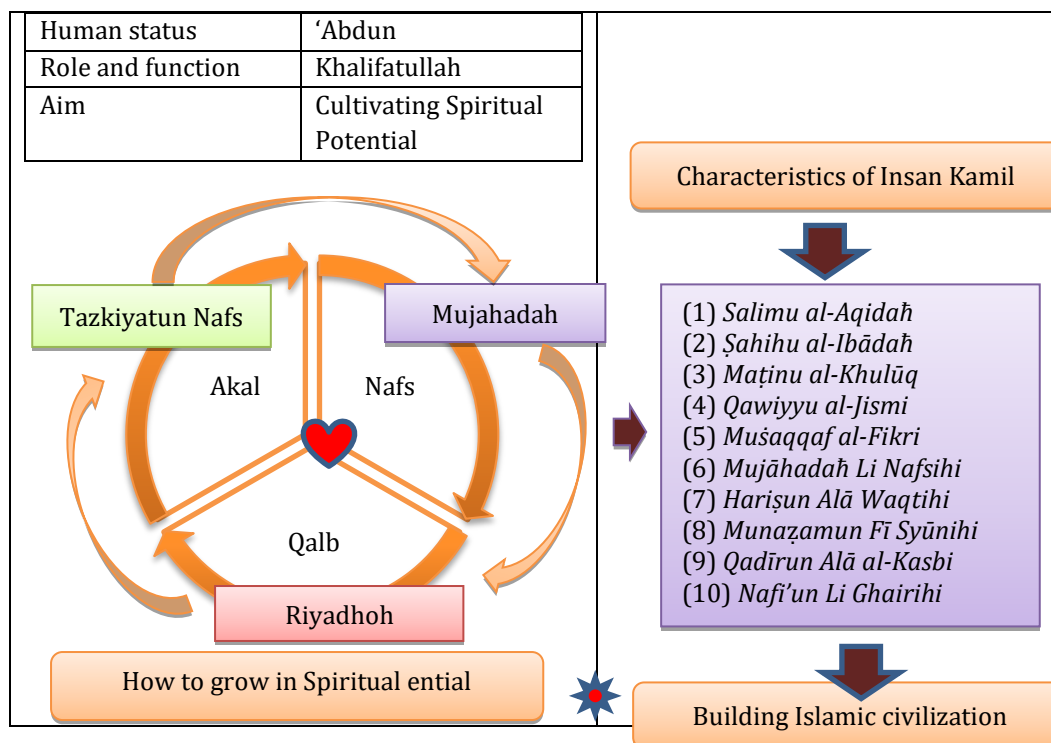 Human status
‘Abdun
Role and function
Khalifatullah
Aim
Cultivating Spiritual
Potential
Tazkiyatun Nafs
Mujahadah
Akal
Nafs
Qalb
Riyadhoh
How to grow in Spiritual ential
Characteristics of Insan Kamil
(1) Salimu al-Aqidaħ
(2) Ṣahihu al-Ibādaħ
(3) Maṭinu al-Khulūq
(4) Qawiyyu al-Jismi
(5) Muṡaqqaf al-Fikri
(6) Mujāhadaħ Li Nafsihi
(7) Hariṣun Alā Waqtihi
(8) Munaẓamun Fī Syūnihi
(9) Qadīrun Alā al-Kasbi
(10) Nafi’un Li Ghairihi
Building Islamic civilization